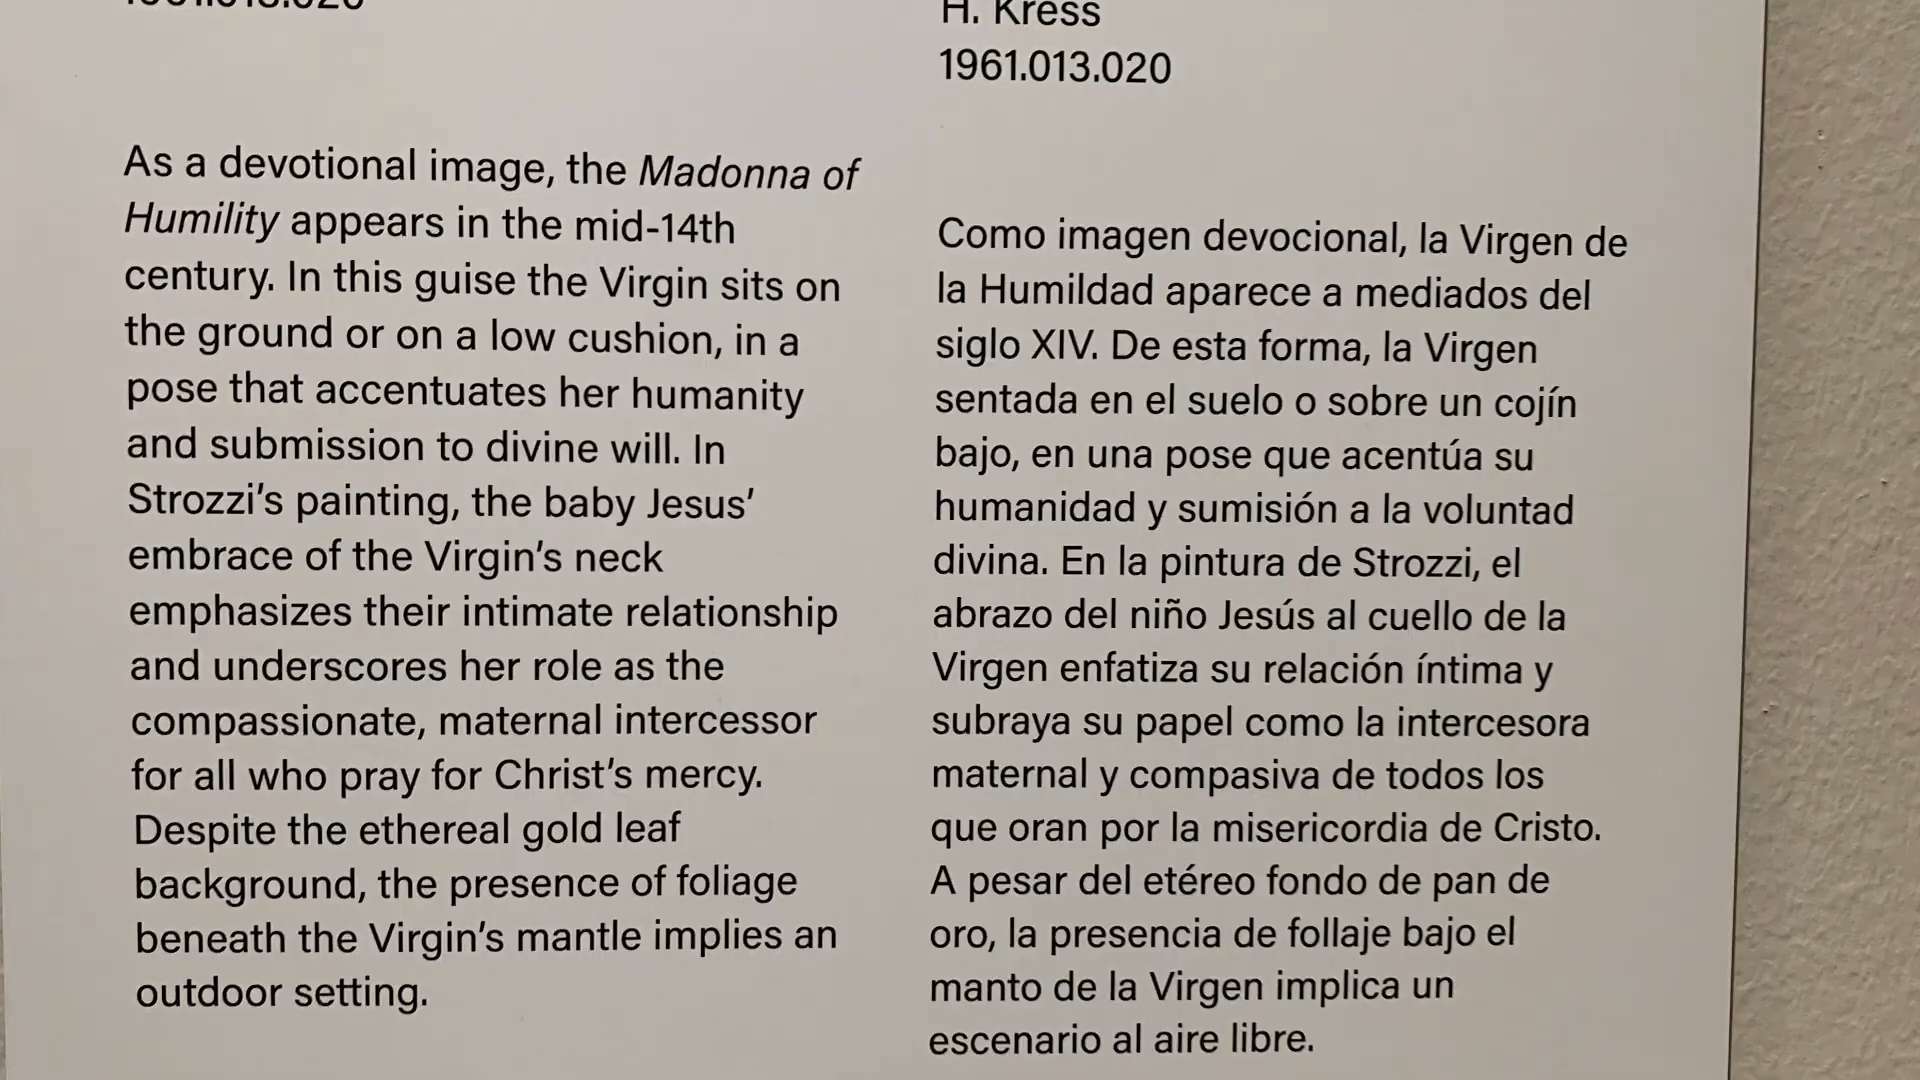 As a devotional image, the Madonna of
Humility appears in the mid-14th
century. In this guise the Virgin sits on
the ground or on a low cushion, in a
pose that accentuates her humanity
and submission to divine will. In
Strozzi's painting, the baby Jesus'
embrace of the Virgin's neck
emphasizes their intimate relationship
and underscores her role as the
compassionate, maternal intercessor
for all who pray for Christ's mercy.
Despite the ethereal gold leaf
background, the presence of foliage
beneath the Virgin's mantle implies an
outdoor setting.
H. Kress
1961.013.020
Como imagen devocional, la Virgen de
la Humildad aparece a mediados del
siglo XIV. De esta forma, la Virgen
sentada en el suelo o sobre un cojín
bajo, en una pose que acentúa su
humanidad y sumisión a la voluntad
divina. En la pintura de Strozzi, el
abrazo del niño Jesús al cuello de la
Virgen enfatiza su relación íntima y
subraya su papel como la intercesora
maternal y compasiva de todos los
que oran por la misericordia de Cristo.
A pesar del etéreo fondo de pan de
oro, la presencia de follaje bajo el
manto de la Virgen implica un
escenario al aire libre.